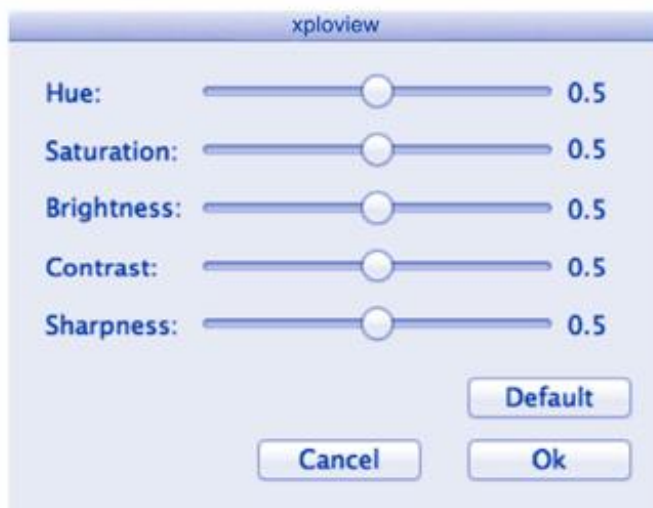 xploview
Hue: 0.5
Saturation: 0.5
Brightness: 0.5
Contrast: 0.5
Sharpness: 0.5
Default
Cancel Ok